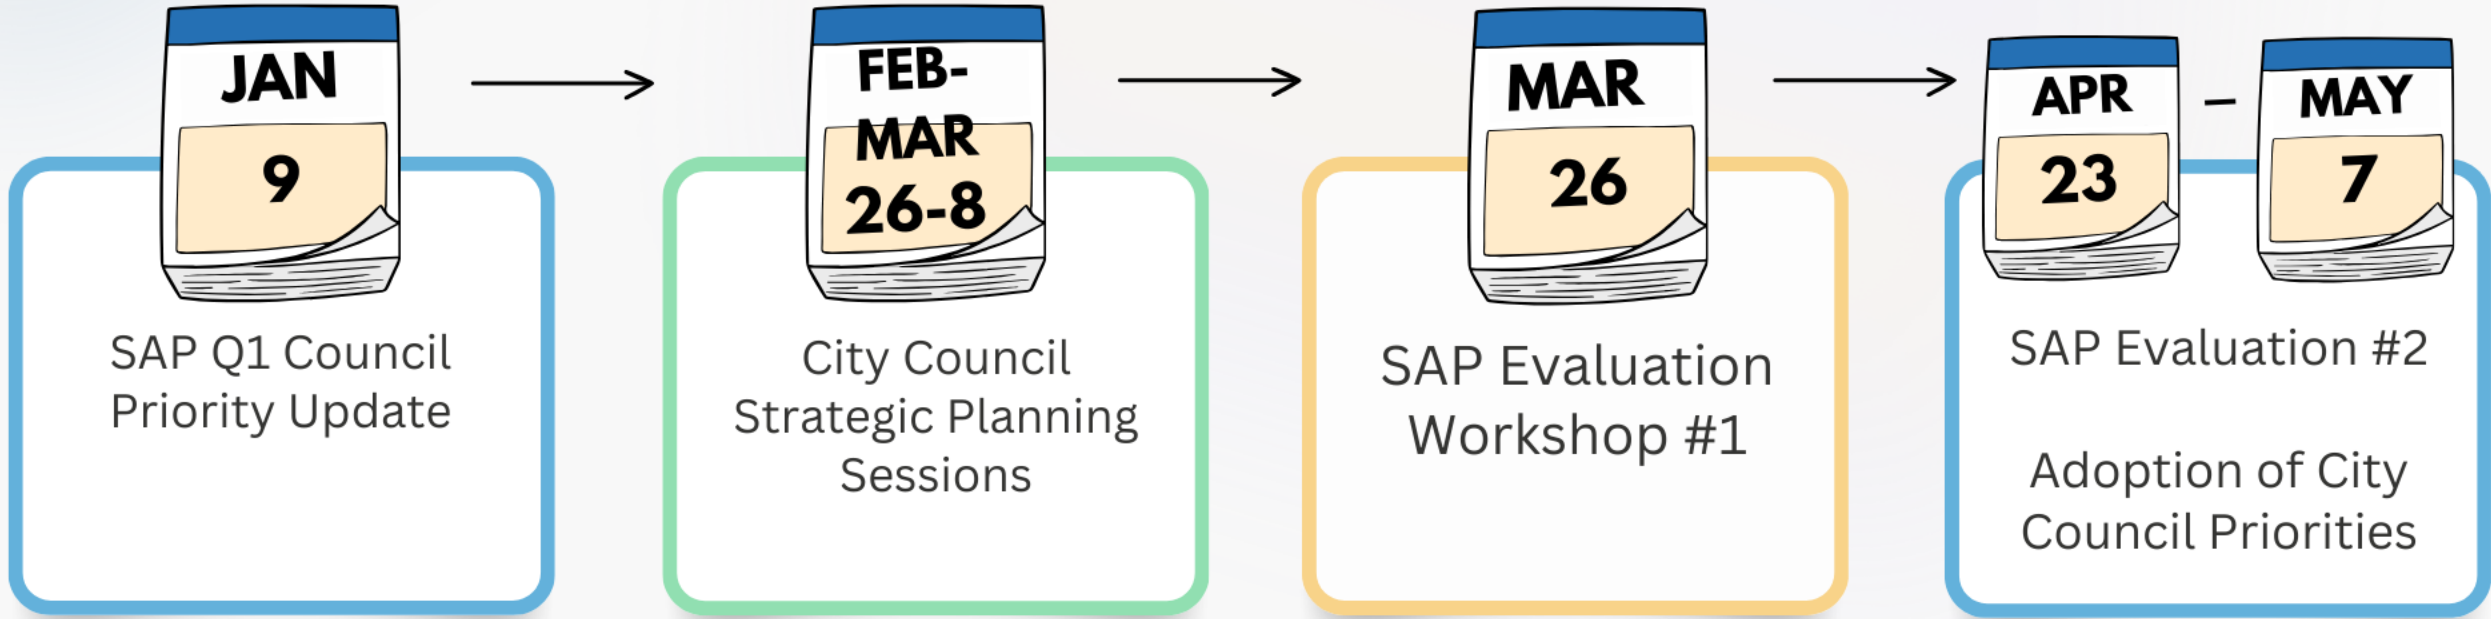 JAN
9
SAP Q1 Council
Priority Update
FEB-
MAR
26-8
City Council
Strategic Planning
Sessions
MAR
26
SAP Evaluation
Workshop #1
APR – MAY
23 7
SAP Evaluation #2
Adoption of City
Council Priorities